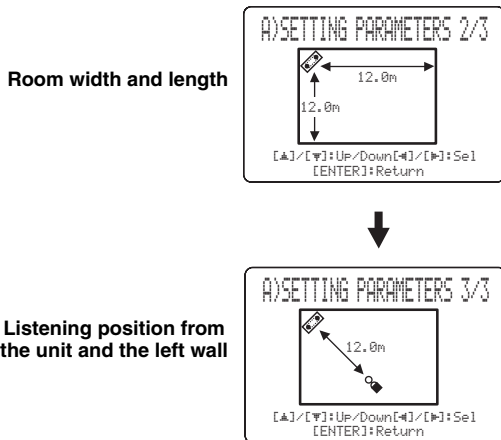 Room width and length
A)SETTING PARAMETERS 2/3
12.0m
12.0m
[▲]/[▼]:Up/Down[◀]/[▶]:Sel
[ENTER]:Return
Listening position from
the unit and the left wall
A)SETTING PARAMETERS 3/3
12.0m
[▲]/[▼]:Up/Down[◀]/[▶]:Sel
[ENTER]:Return